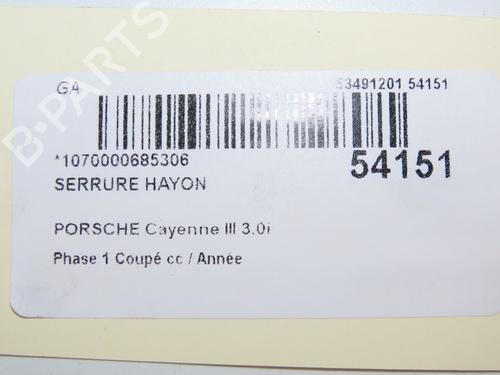 GA 53491201 54151
*1070000685306
54151
SERRURE HAYON
PORSCHE Cayenne III 3.0i
Phase 1 Coupé cc / Année
B-PARTS